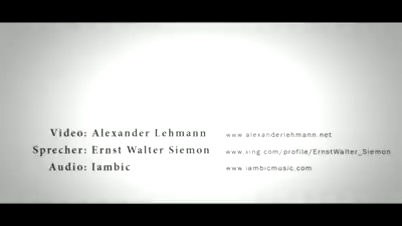 Video: Alexander Lehmann www.alexanderlehmann.net
Sprecher: Ernst Walter Siemon www.xing.com/profile/ErnstWalter_Siemon
Audio: Iambic www.iambicmusic.com